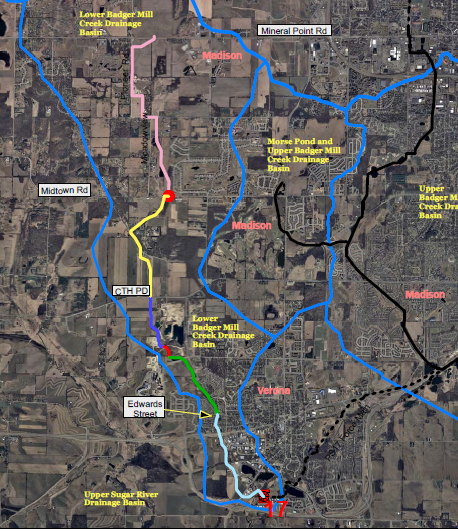 Lower Badger Mill
Creek Drainage
Basin
Mineral Point Rd
Madison
Morse Pond and
Upper Badger Mill
Creek Drainage
Basin
Midtown Rd
Upper
Badger M
Creek Dra
Basin
Madison
CTH PD
Madison
Lower
Badger Mill
Creek Drainage
Basin
Verona
Edwards
Street
Upper Sugar River
Drainage Basin
17